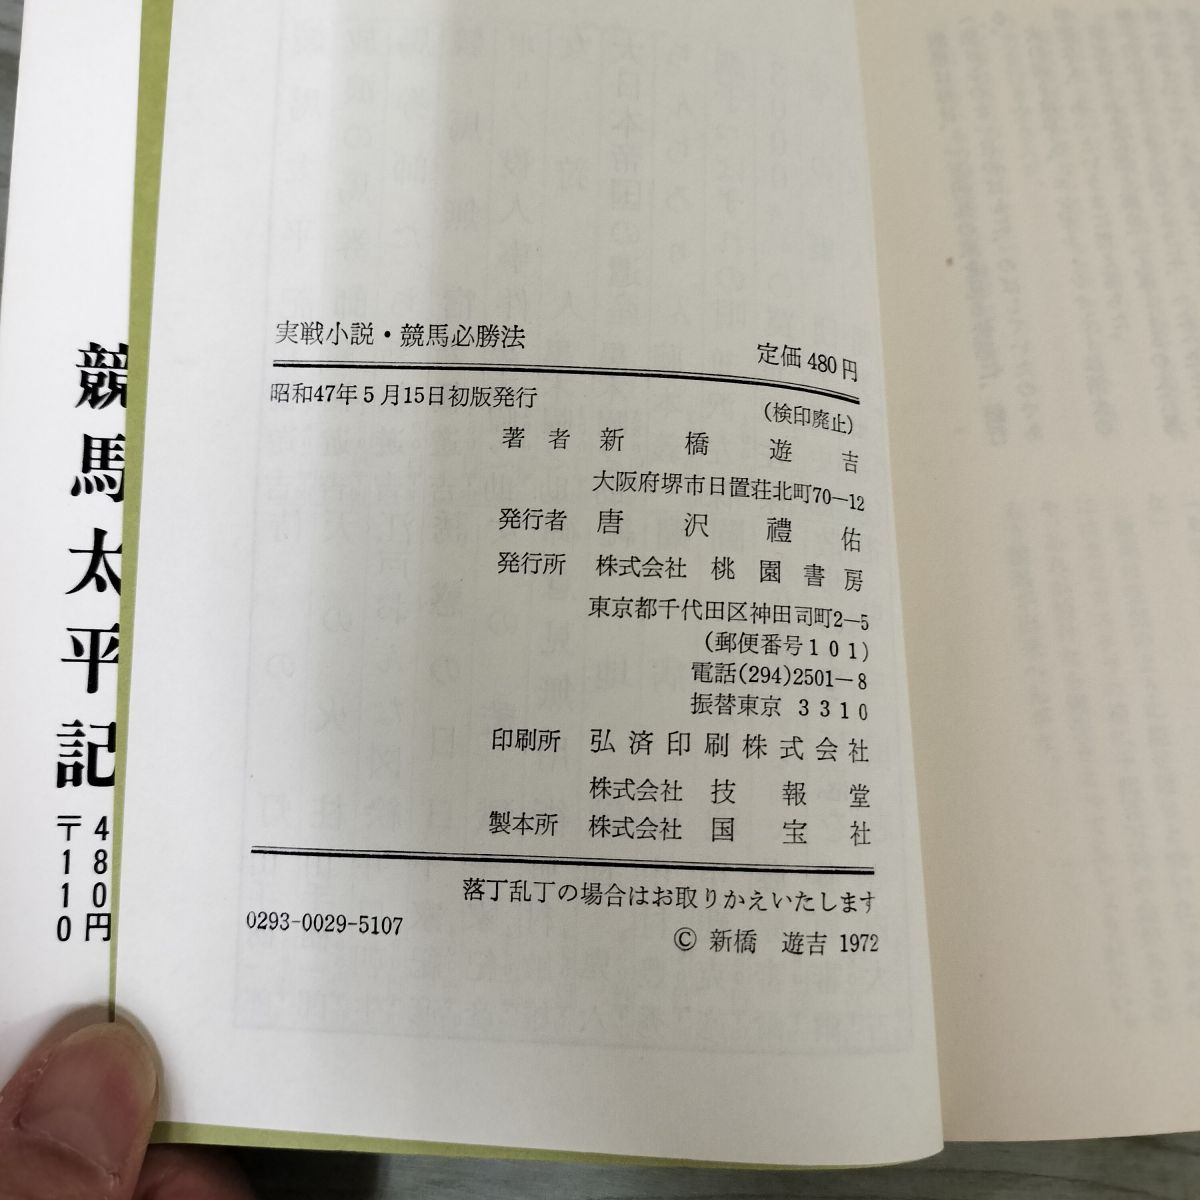 実戦小説・競馬必勝法
定価480円
昭和47年5月15日初版発行
(検印廃止)
著者 新橋遊吉
大阪府堺市日置荘北町70—12
発行者 唐沢禮佑
発行所 株式会社 桃園書房
東京都千代田区神田司町2—5
(郵便番号101)
電話(294)2501—8
振替東京 3310
印刷所 弘済印刷株式会社
株式会社 技報堂
製本所 株式会社 国宝社
落丁乱丁の場合はお取りかえいたします
0293-0029-5107
© 新橋 遊吉 1972
競馬太平記
480円
〒110